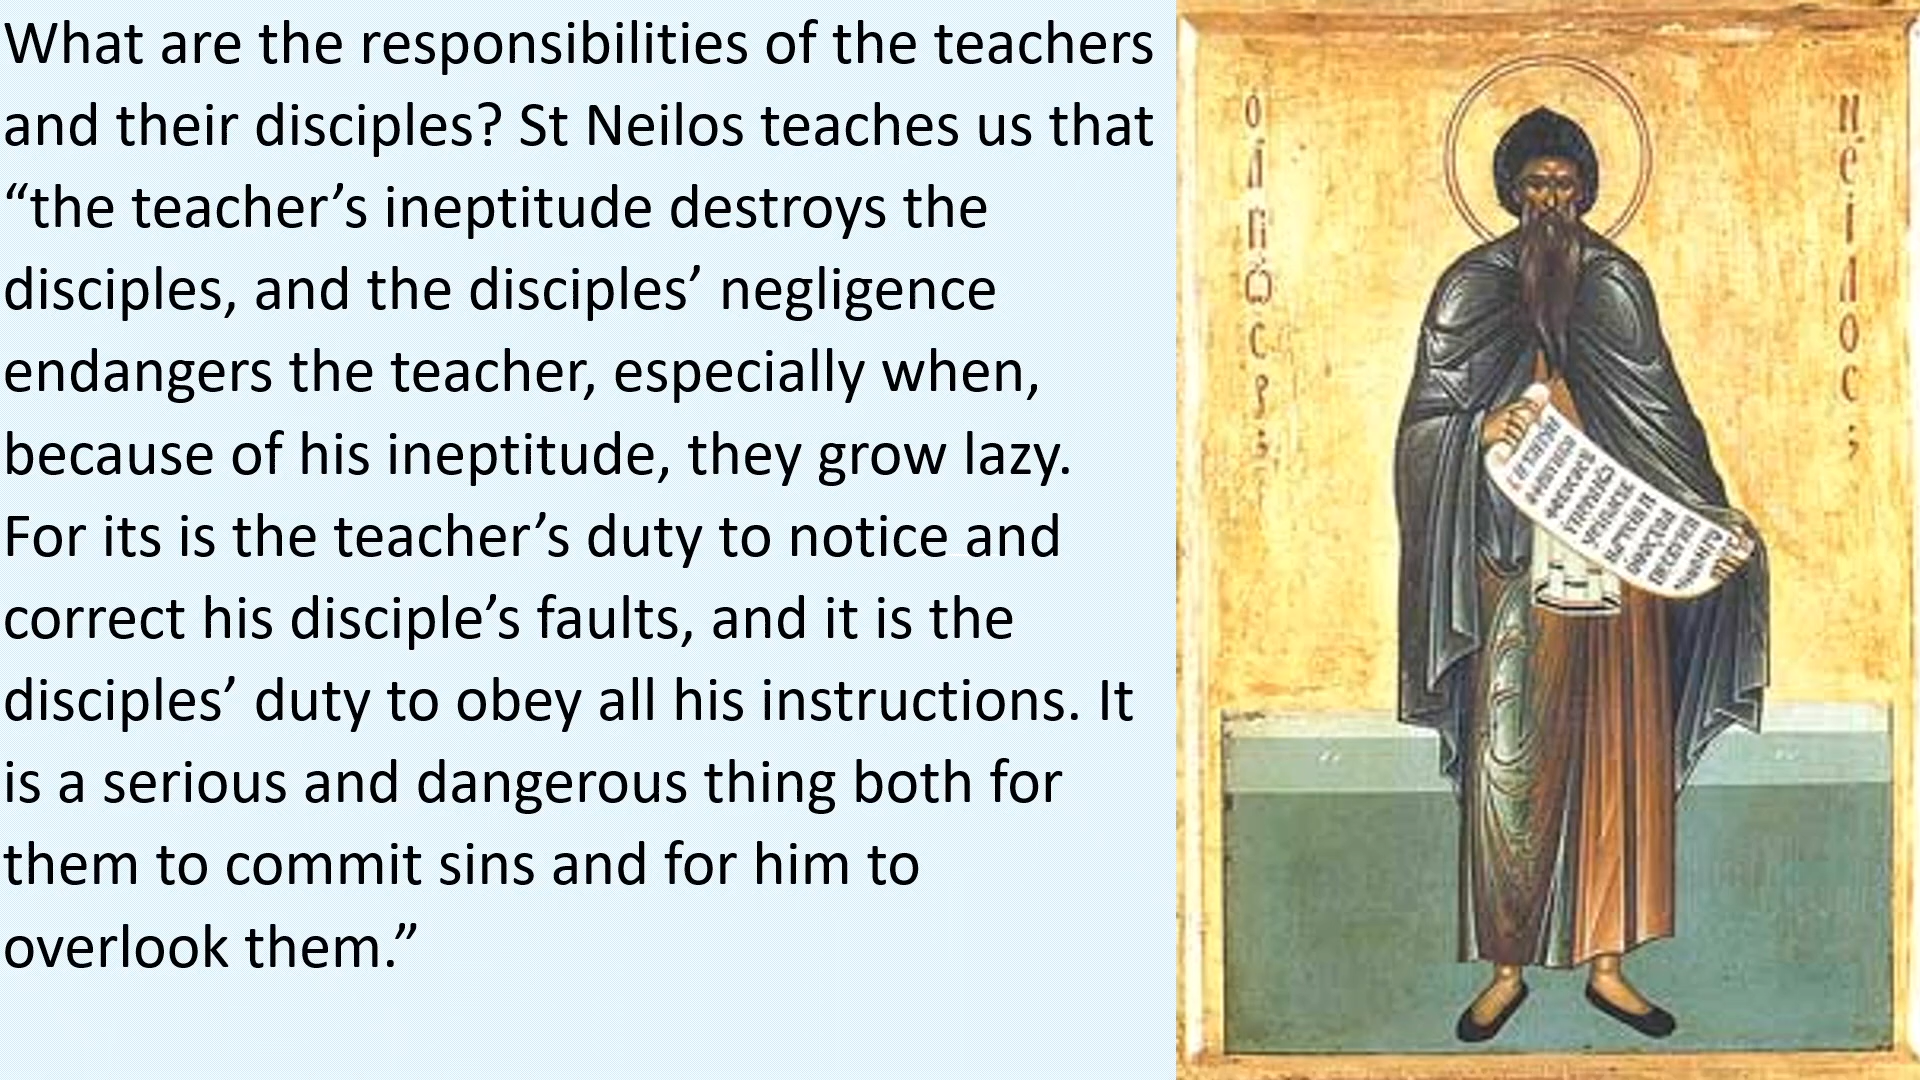 What are the responsibilities of the teachers
and their disciples? St Neilos teaches us that
“the teacher’s ineptitude destroys the
disciples, and the disciples’ negligence
endangers the teacher, especially when,
because of his ineptitude, they grow lazy.
For its is the teacher’s duty to notice and
correct his disciple’s faults, and it is the
disciples’ duty to obey all his instructions. It
is a serious and dangerous thing both for
them to commit sins and for him to
overlook them.”